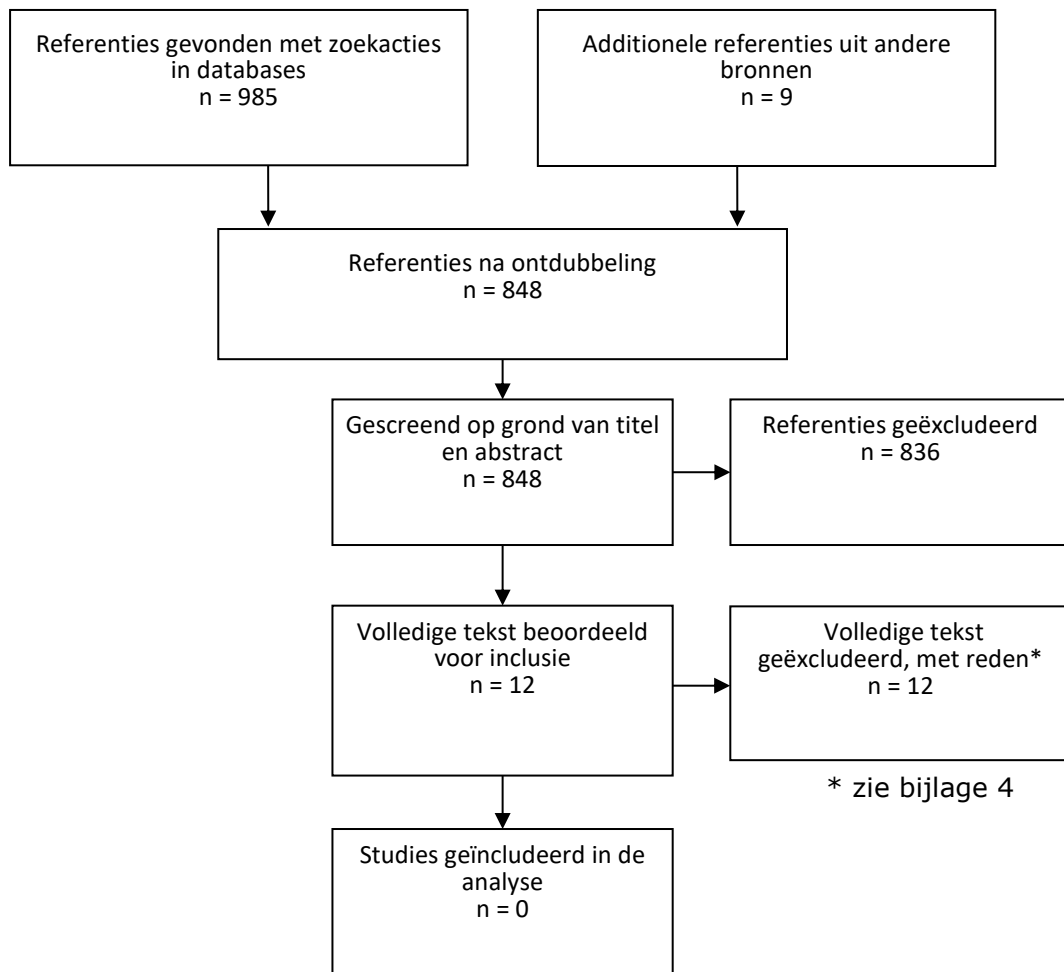 Referenties gevonden met zoekacties
in databases
n = 985
Additionele referenties uit andere
bronnen
n = 9
Referenties na ontdubbeling
n = 848
Gescreend op grond van titel
en abstract
n = 848
Referenties geëxcludeerd
n = 836
Volledige tekst beoordeeld
voor inclusie
n = 12
Volledige tekst
geëxcludeerd, met reden*
n = 12
* zie bijlage 4
Studies geïncludeerd in de
analyse
n = 0